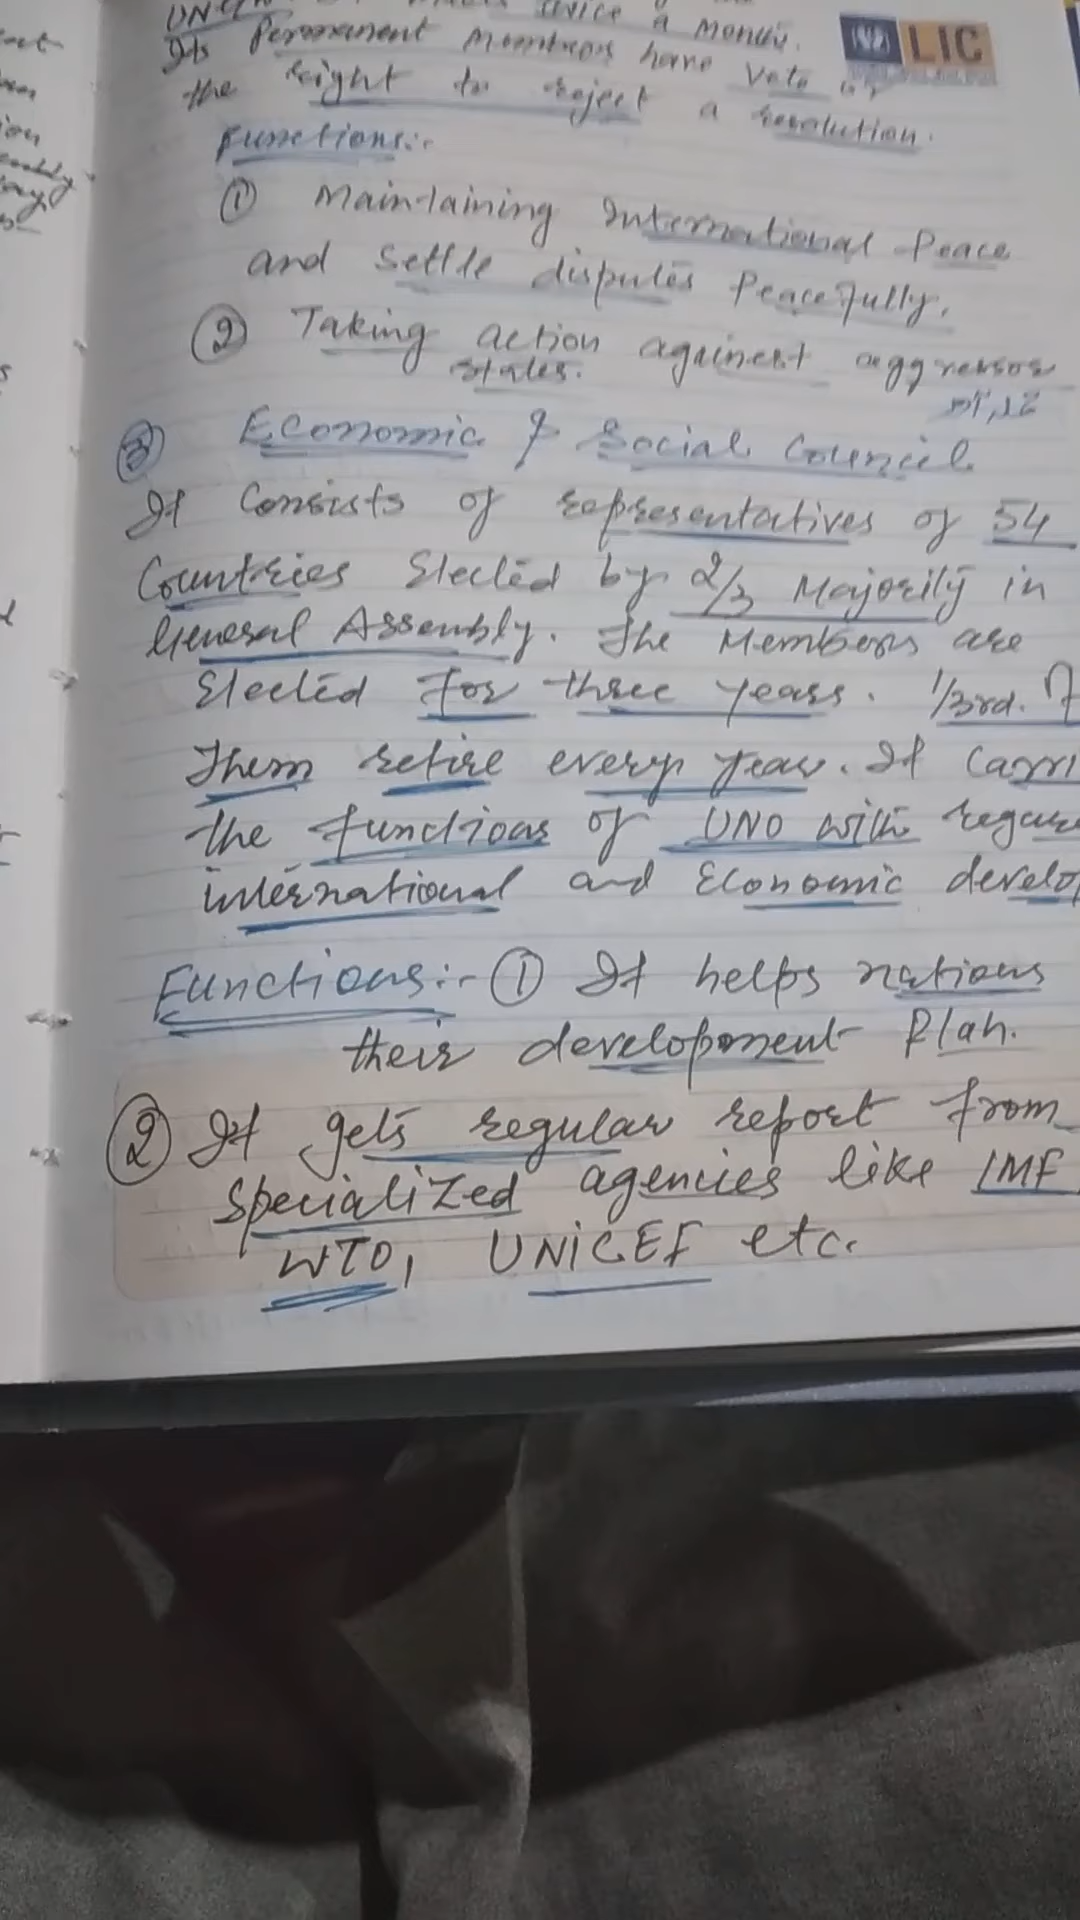 twice a month.
Its Permanent Members have Veto or
LIC
the right to reject a resolution.
Functions:-
① Maintaining International Peace
and settle disputes Peacefully.
② Taking action against aggressor
states.
③ Economic & Social Council
It Consists of representatives of 54
Countries Elected by 2/3 Majority in
General Assembly. The Members are
Elected for three years. 1/3rd. of
Them retire every year. It Carri
the functions of UNO with regar
international and Economic develop
Functions:- ① It helps nations
their development Plan.
② It gets regular report from
Specialized agencies like IMF
WTO, UNICEF etc.